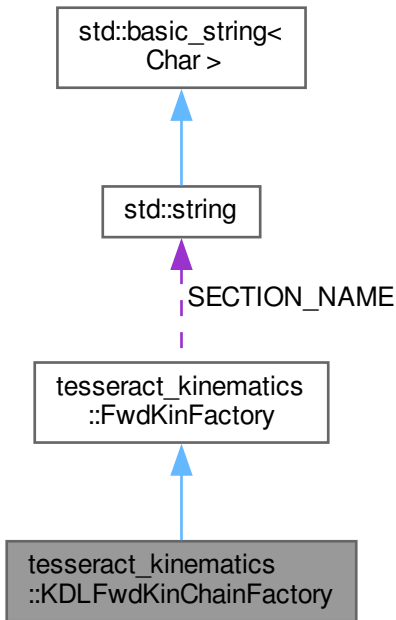 std::basic_string<
Char >
std::string
SECTION_NAME
tesseract_kinematics
::FwdKinFactory
tesseract_kinematics
::KDLFwdKinChainFactory